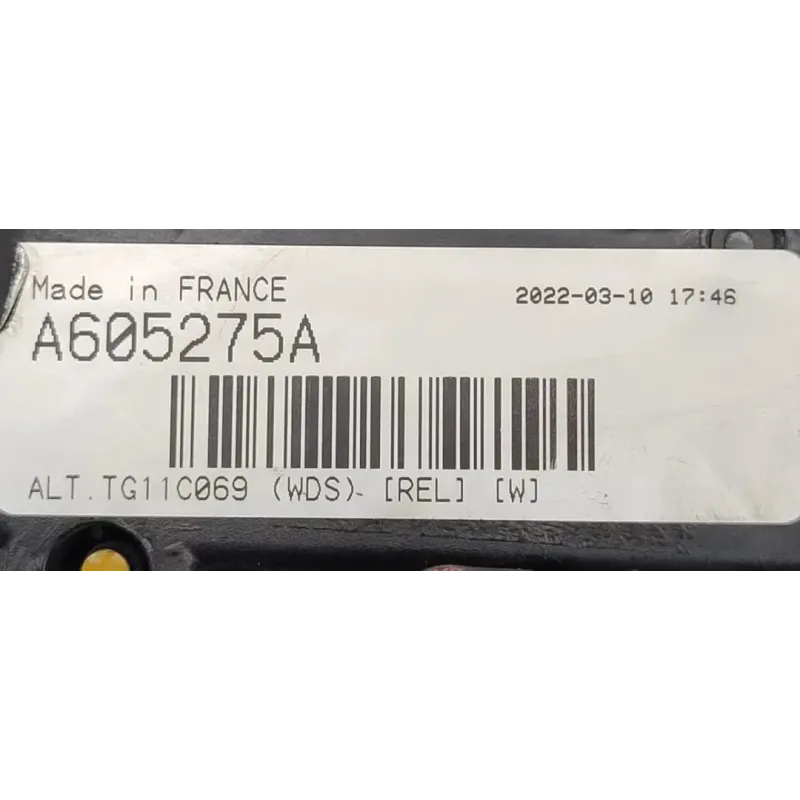 Made in FRANCE 2022-03-10 17:46
A605275A
ALT.TG11C069 (WDS)- [REL] [W]